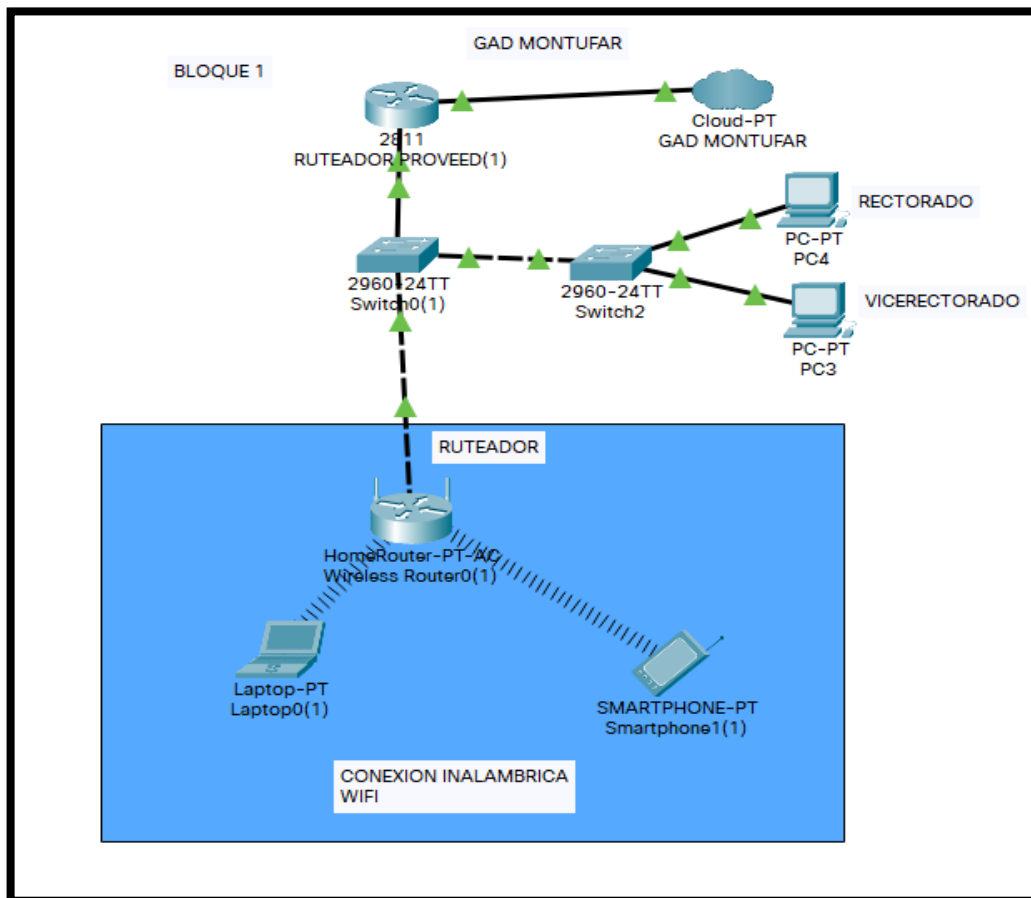 GAD MONTUFAR
BLOQUE 1
Cloud-PT
GAD MONTUFAR
2811
RUTEADOR PROVEED(1)
RECTORADO
PC-PT
PC4
2960-24TT
Switch0(1)
2960-24TT
Switch2
VICERECTORADO
PC-PT
PC3
RUTEADOR
HomeRouter-PT-AC
Wireless Router0(1)
Laptop-PT
Laptop0(1)
SMARTPHONE-PT
Smartphone1(1)
CONEXION INALAMBRICA
WIFI